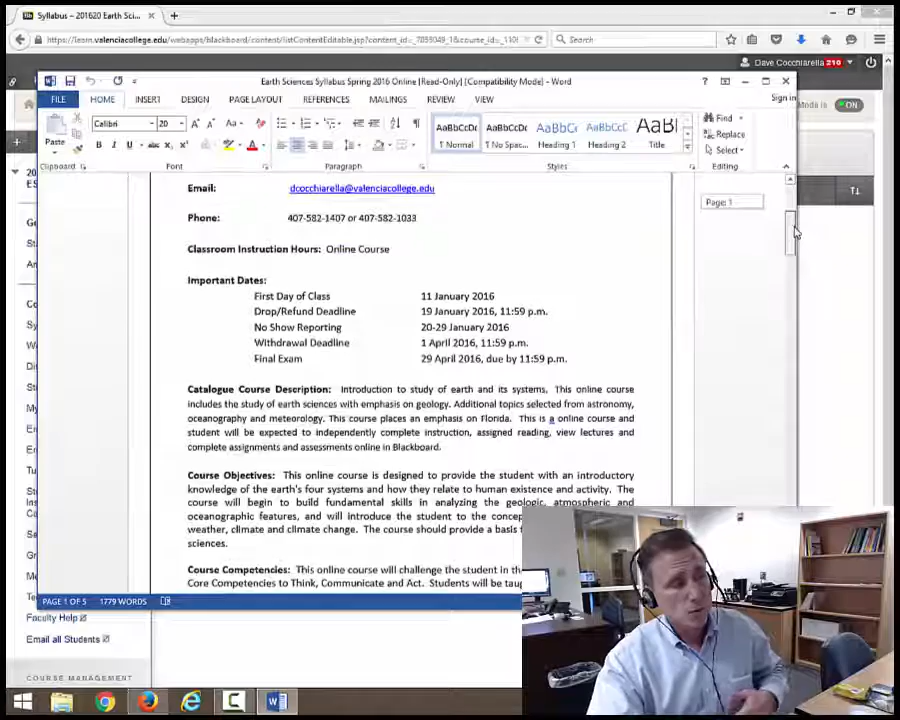 Syllabus – 201620 Earth Sci...
https://learn.valenciacollege.edu/webapps/blackboard/content/listContentEditable.jsp?content_id=_7058049_1&course_id=_110
Search
Dave Cocchiarella 210
Earth Sciences Syllabus Spring 2016 Online [Read-Only] [Compatibility Mode] - Word
Sign in
FILE HOME INSERT DESIGN PAGE LAYOUT REFERENCES MAILINGS REVIEW VIEW
ON
Calibri 20
AaBbCcDc AaBbCcDc AaBbCc AaBbCcD AaBl
Find
Replace
Select
Paste
¶ Normal ¶ No Spac... Heading 1 Heading 2 Title
Clipboard Font Paragraph Styles Editing
Email: dcocchiarella@valenciacollege.edu
Page: 1
Phone: 407-582-1407 or 407-582-1033
Classroom Instruction Hours: Online Course
Important Dates:
First Day of Class 11 January 2016
Drop/Refund Deadline 19 January 2016, 11:59 p.m.
No Show Reporting 20-29 January 2016
Withdrawal Deadline 1 April 2016, 11:59 p.m.
Final Exam 29 April 2016, due by 11:59 p.m.
Catalogue Course Description: Introduction to study of earth and its systems. This online course
includes the study of earth sciences with emphasis on geology. Additional topics selected from astronomy,
oceanography and meteorology. This course places an emphasis on Florida. This is a online course and
student will be expected to independently complete instruction, assigned reading, view lectures and
complete assignments and assessments online in Blackboard.
Course Objectives: This online course is designed to provide the student with an introductory
knowledge of the earth's four systems and how they relate to human existence and activity. The
course will begin to build fundamental skills in analyzing the geologic, atmospheric and
oceanographic features, and will introduce the student to the concep
weather, climate and climate change. The course should provide a basis
sciences.
Course Competencies: This online course will challenge the student in th
Core Competencies to Think, Communicate and Act. Students will be taug
PAGE 1 OF 5 1779 WORDS
Faculty Help
Email all Students
COURSE MANAGEMENT